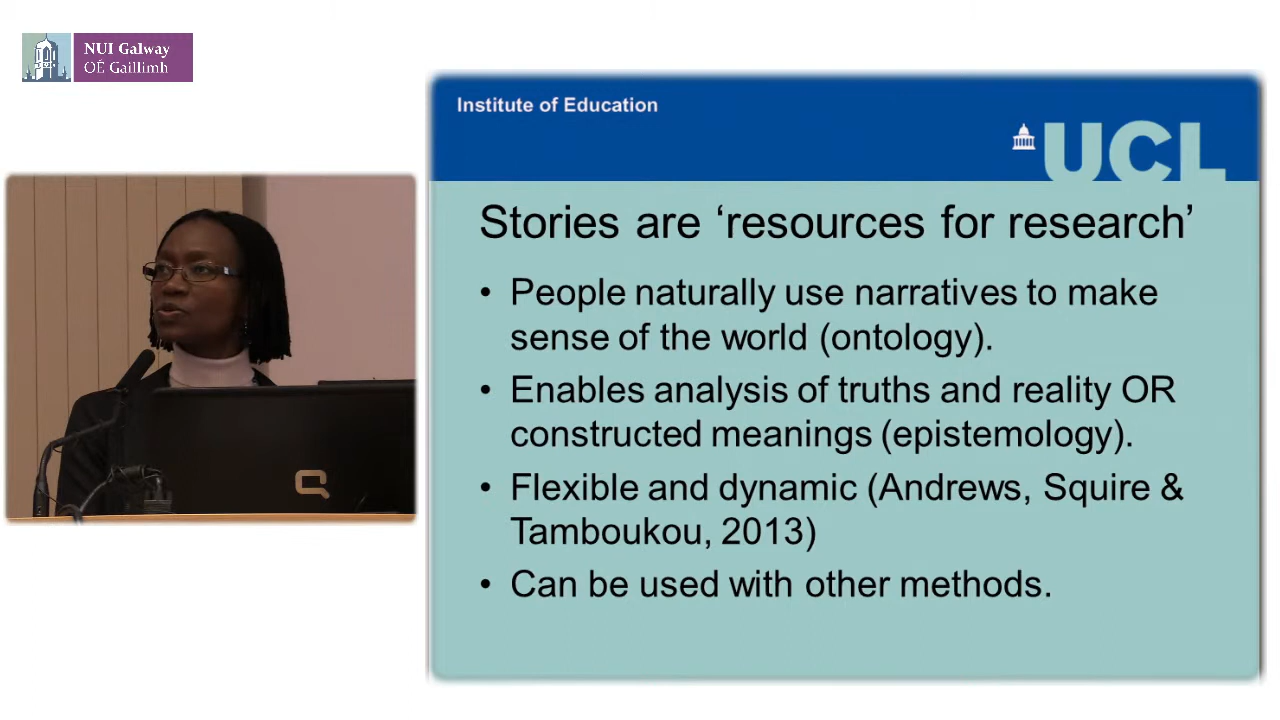 NUI Galway
OÉ Gaillimh
Institute of Education
UCL
Stories are ‘resources for research’
• People naturally use narratives to make
sense of the world (ontology).
• Enables analysis of truths and reality OR
constructed meanings (epistemology).
• Flexible and dynamic (Andrews, Squire &
Tamboukou, 2013)
• Can be used with other methods.